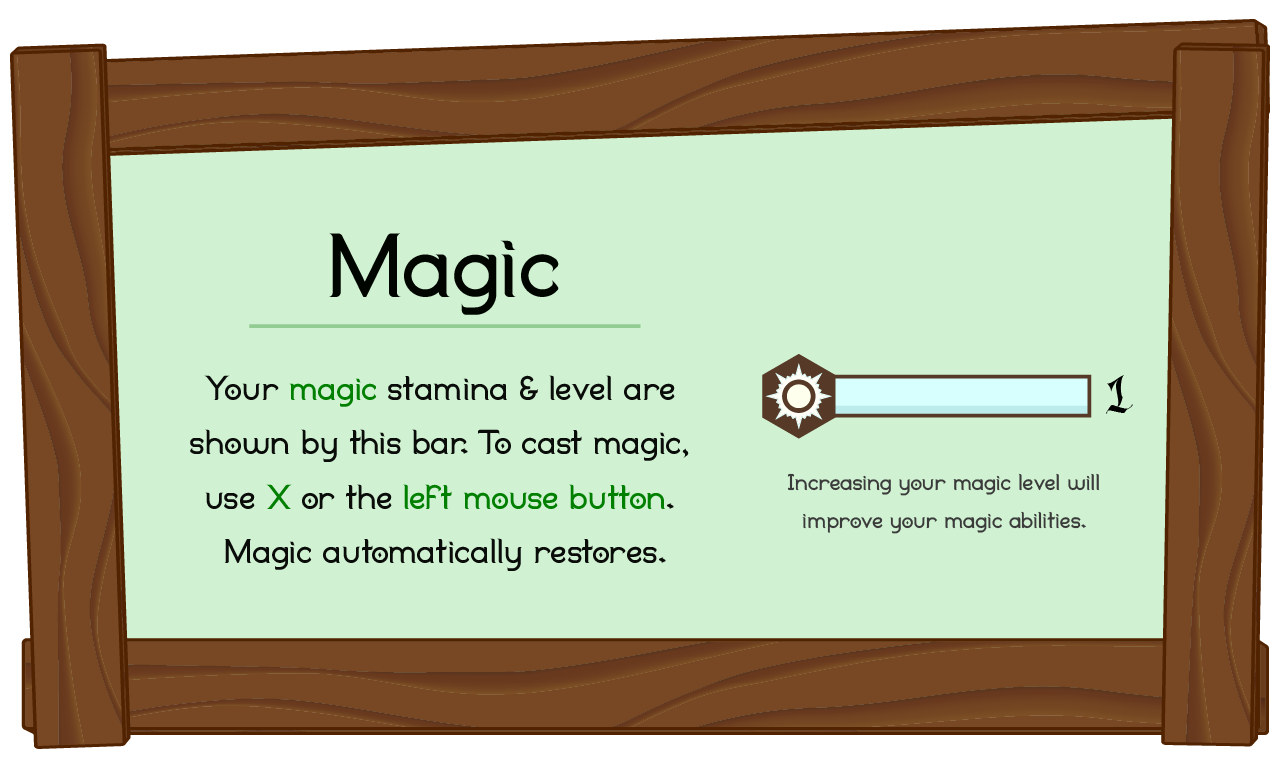 Magic
Your magic stamina & level are
shown by this bar. To cast magic,
use X or the left mouse button.
Magic automatically restores.
1
Increasing your magic level will
improve your magic abilities.